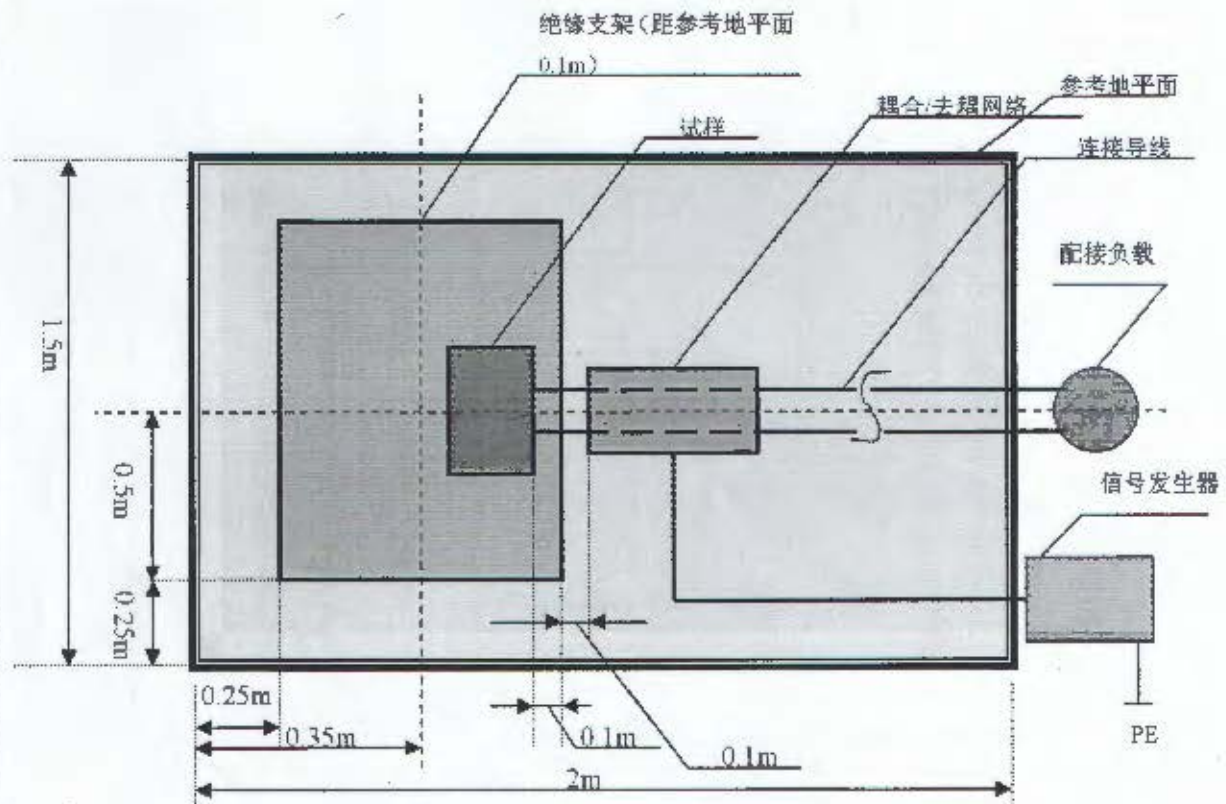 绝缘支架（距参考地平面
0.1m）
参考地平面
耦合/去耦网络
试样
连接导线
配接负载
1.5m
0.5m
信号发生器
0.25m
0.25m
0.35m
0.1m
0.1m
PE
2m